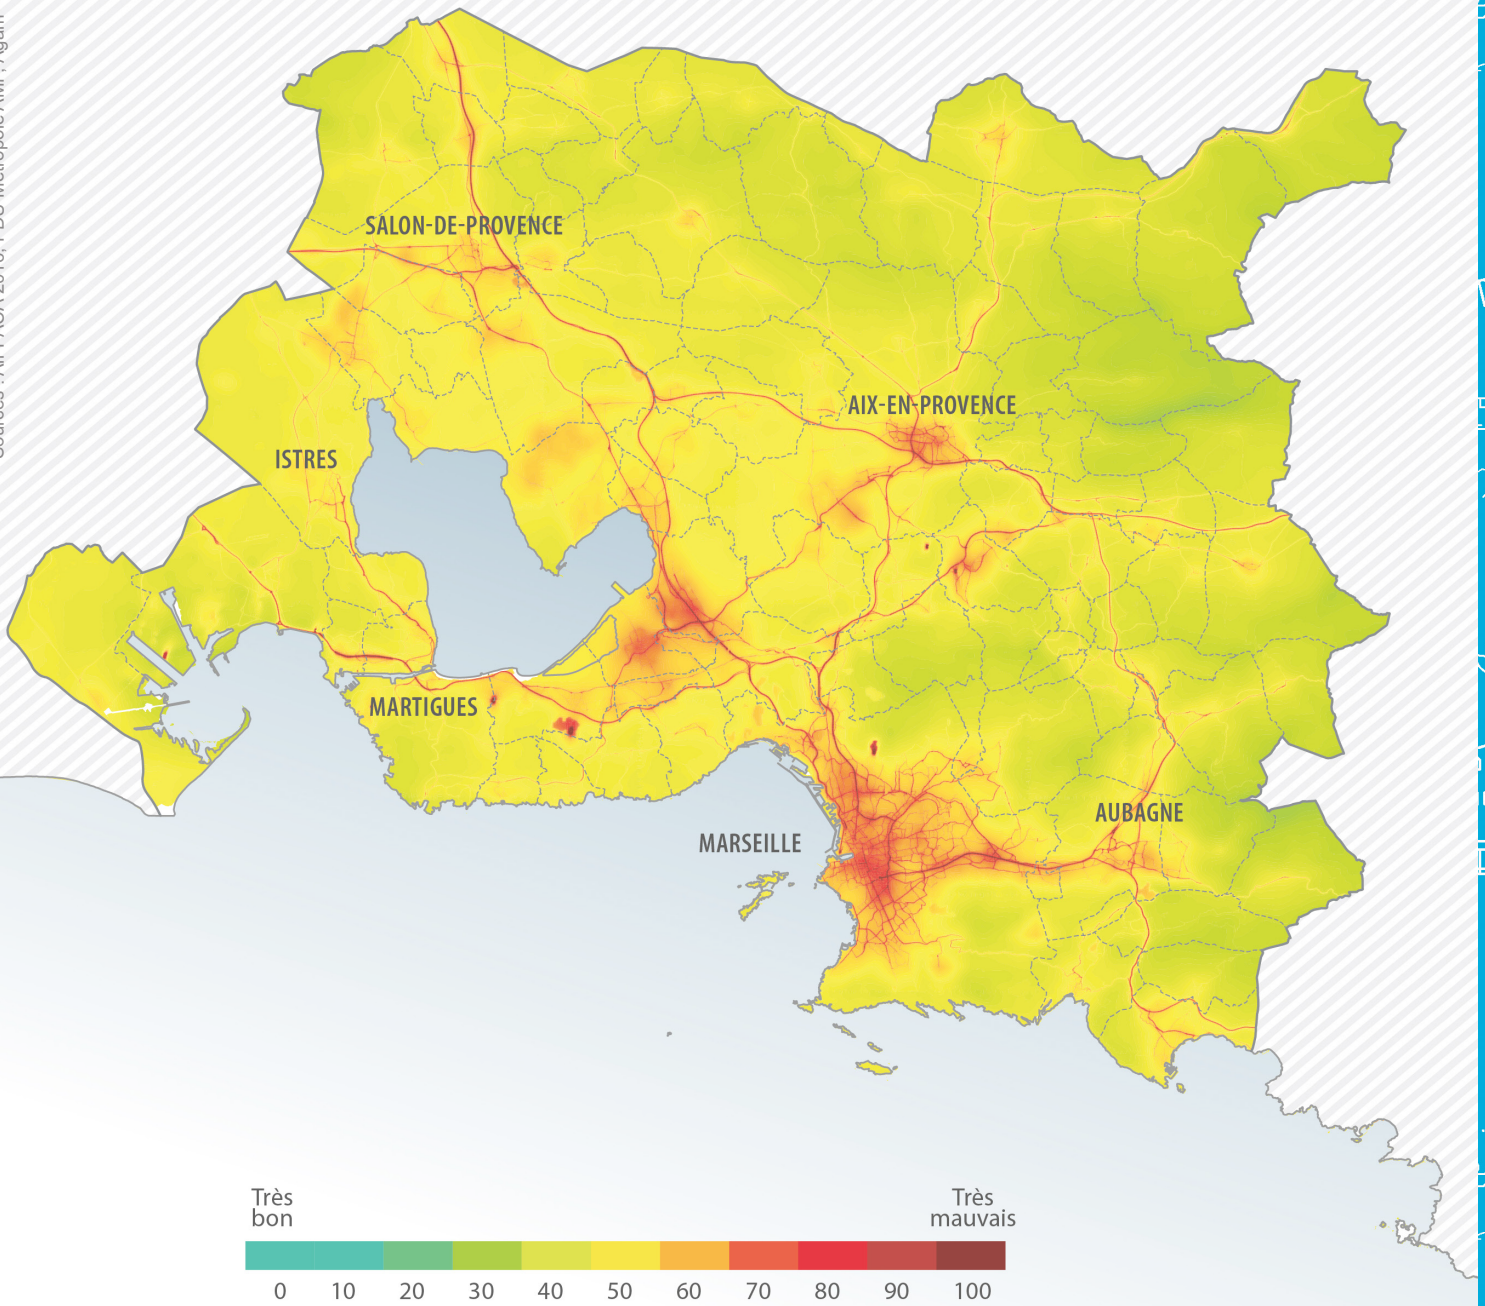 SALON-DE-PROVENCE
AIX-EN-PROVENCE
ISTRES
MARTIGUES
AUBAGNE
MARSEILLE
Très
bon
Très
mauvais
0 10 20 30 40 50 60 70 80 90 100